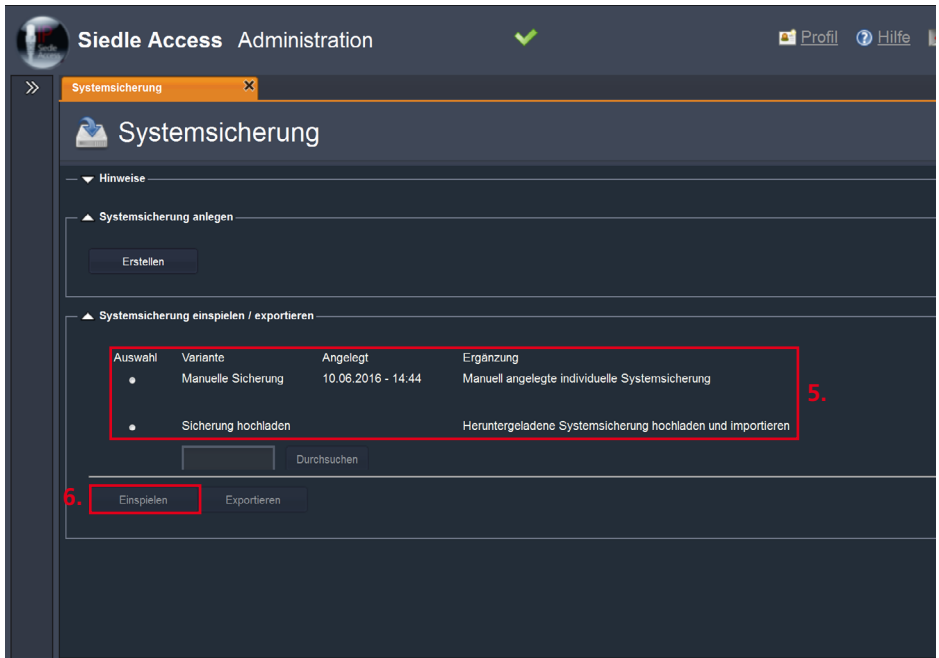 Siedle Access Administration Profil Hilfe
Systemsicherung
Systemsicherung
Hinweise
Systemsicherung anlegen
Erstellen
Systemsicherung einspielen / exportieren
Auswahl Variante Angelegt Ergänzung
Manuelle Sicherung 10.06.2016 - 14:44 Manuell angelegte individuelle Systemsicherung
5.
Sicherung hochladen Heruntergeladene Systemsicherung hochladen und importieren
Durchsuchen
6. Einspielen Exportieren